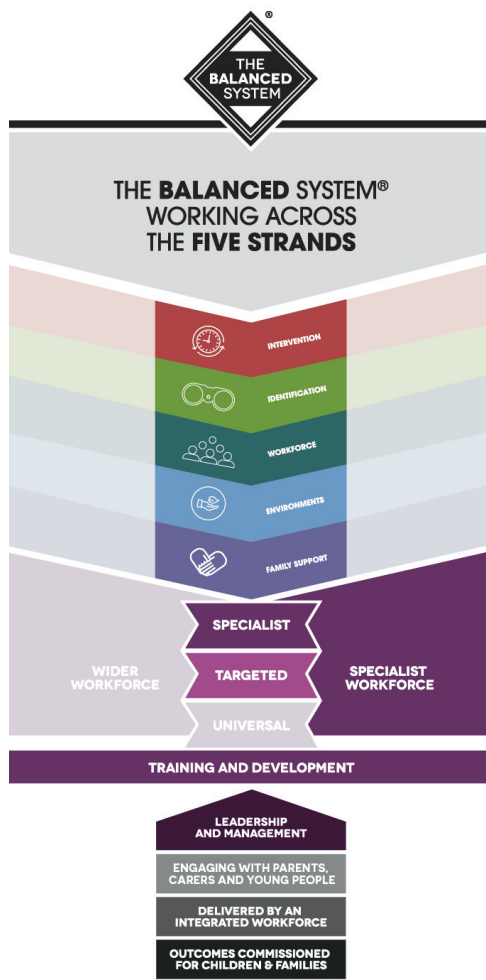 ®
THE
BALANCED
SYSTEM
THE BALANCED SYSTEM®
WORKING ACROSS
THE FIVE STRANDS
INTERVENTION
IDENTIFICATION
WORKFORCE
ENVIRONMENTS
FAMILY SUPPORT
SPECIALIST
WIDER
WORKFORCE
TARGETED
SPECIALIST
WORKFORCE
UNIVERSAL
TRAINING AND DEVELOPMENT
LEADERSHIP
AND MANAGEMENT
ENGAGING WITH PARENTS,
CARERS AND YOUNG PEOPLE
DELIVERED BY AN
INTEGRATED WORKFORCE
OUTCOMES COMMISSIONED
FOR CHILDREN & FAMILIES